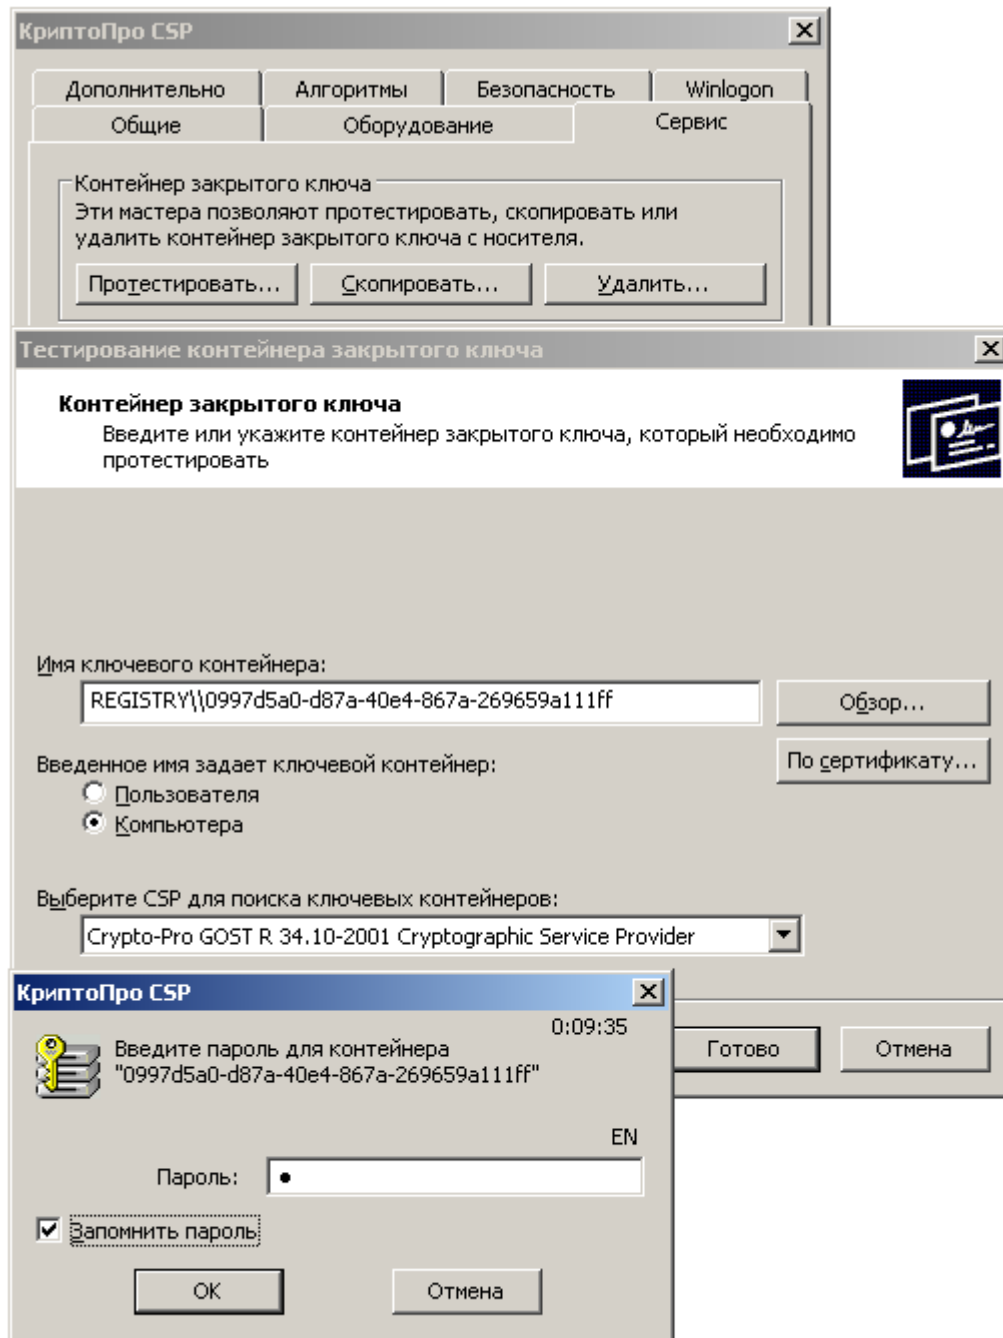 КриптоПро CSP
Дополнительно
Алгоритмы
Безопасность
Winlogon
Общие
Оборудование
Сервис
Контейнер закрытого ключа
Эти мастера позволяют протестировать, скопировать или
удалить контейнер закрытого ключа с носителя.
Протестировать...
Скопировать...
Удалить...
Тестирование контейнера закрытого ключа
Контейнер закрытого ключа
Введите или укажите контейнер закрытого ключа, который необходимо
протестировать
Имя ключевого контейнера:
REGISTRY\\0997d5a0-d87a-40e4-867a-269659a111ff
Обзор...
Введенное имя задает ключевой контейнер:
По сертификату...
Пользователя
Компьютера
Выберите CSP для поиска ключевых контейнеров:
Crypto-Pro GOST R 34.10-2001 Cryptographic Service Provider
КриптоПро CSP
0:09:35
Введите пароль для контейнера
"0997d5a0-d87a-40e4-867a-269659a111ff"
Готово
Отмена
EN
Пароль:
Запомнить пароль
OK
Отмена